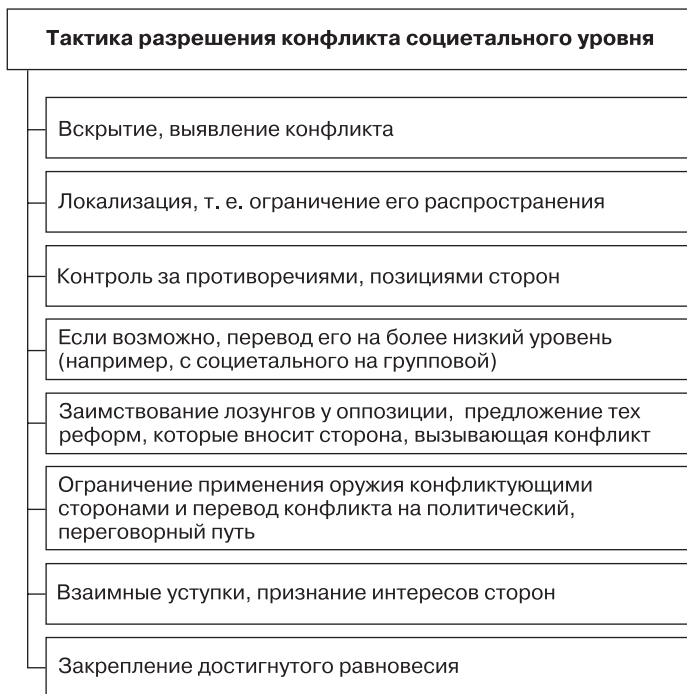 Тактика разрешения конфликта социетального уровня
Вскрытие, выявление конфликта
Локализация, т. е. ограничение его распространения
Контроль за противоречиями, позициями сторон
Если возможно, перевод его на более низкий уровень
(например, с социетального на групповой)
Заимствование лозунгов у оппозиции, предложение тех
реформ, которые вносит сторона, вызывающая конфликт
Ограничение применения оружия конфликтующими
сторонами и перевод конфликта на политический,
переговорный путь
Взаимные уступки, признание интересов сторон
Закрепление достигнутого равновесия